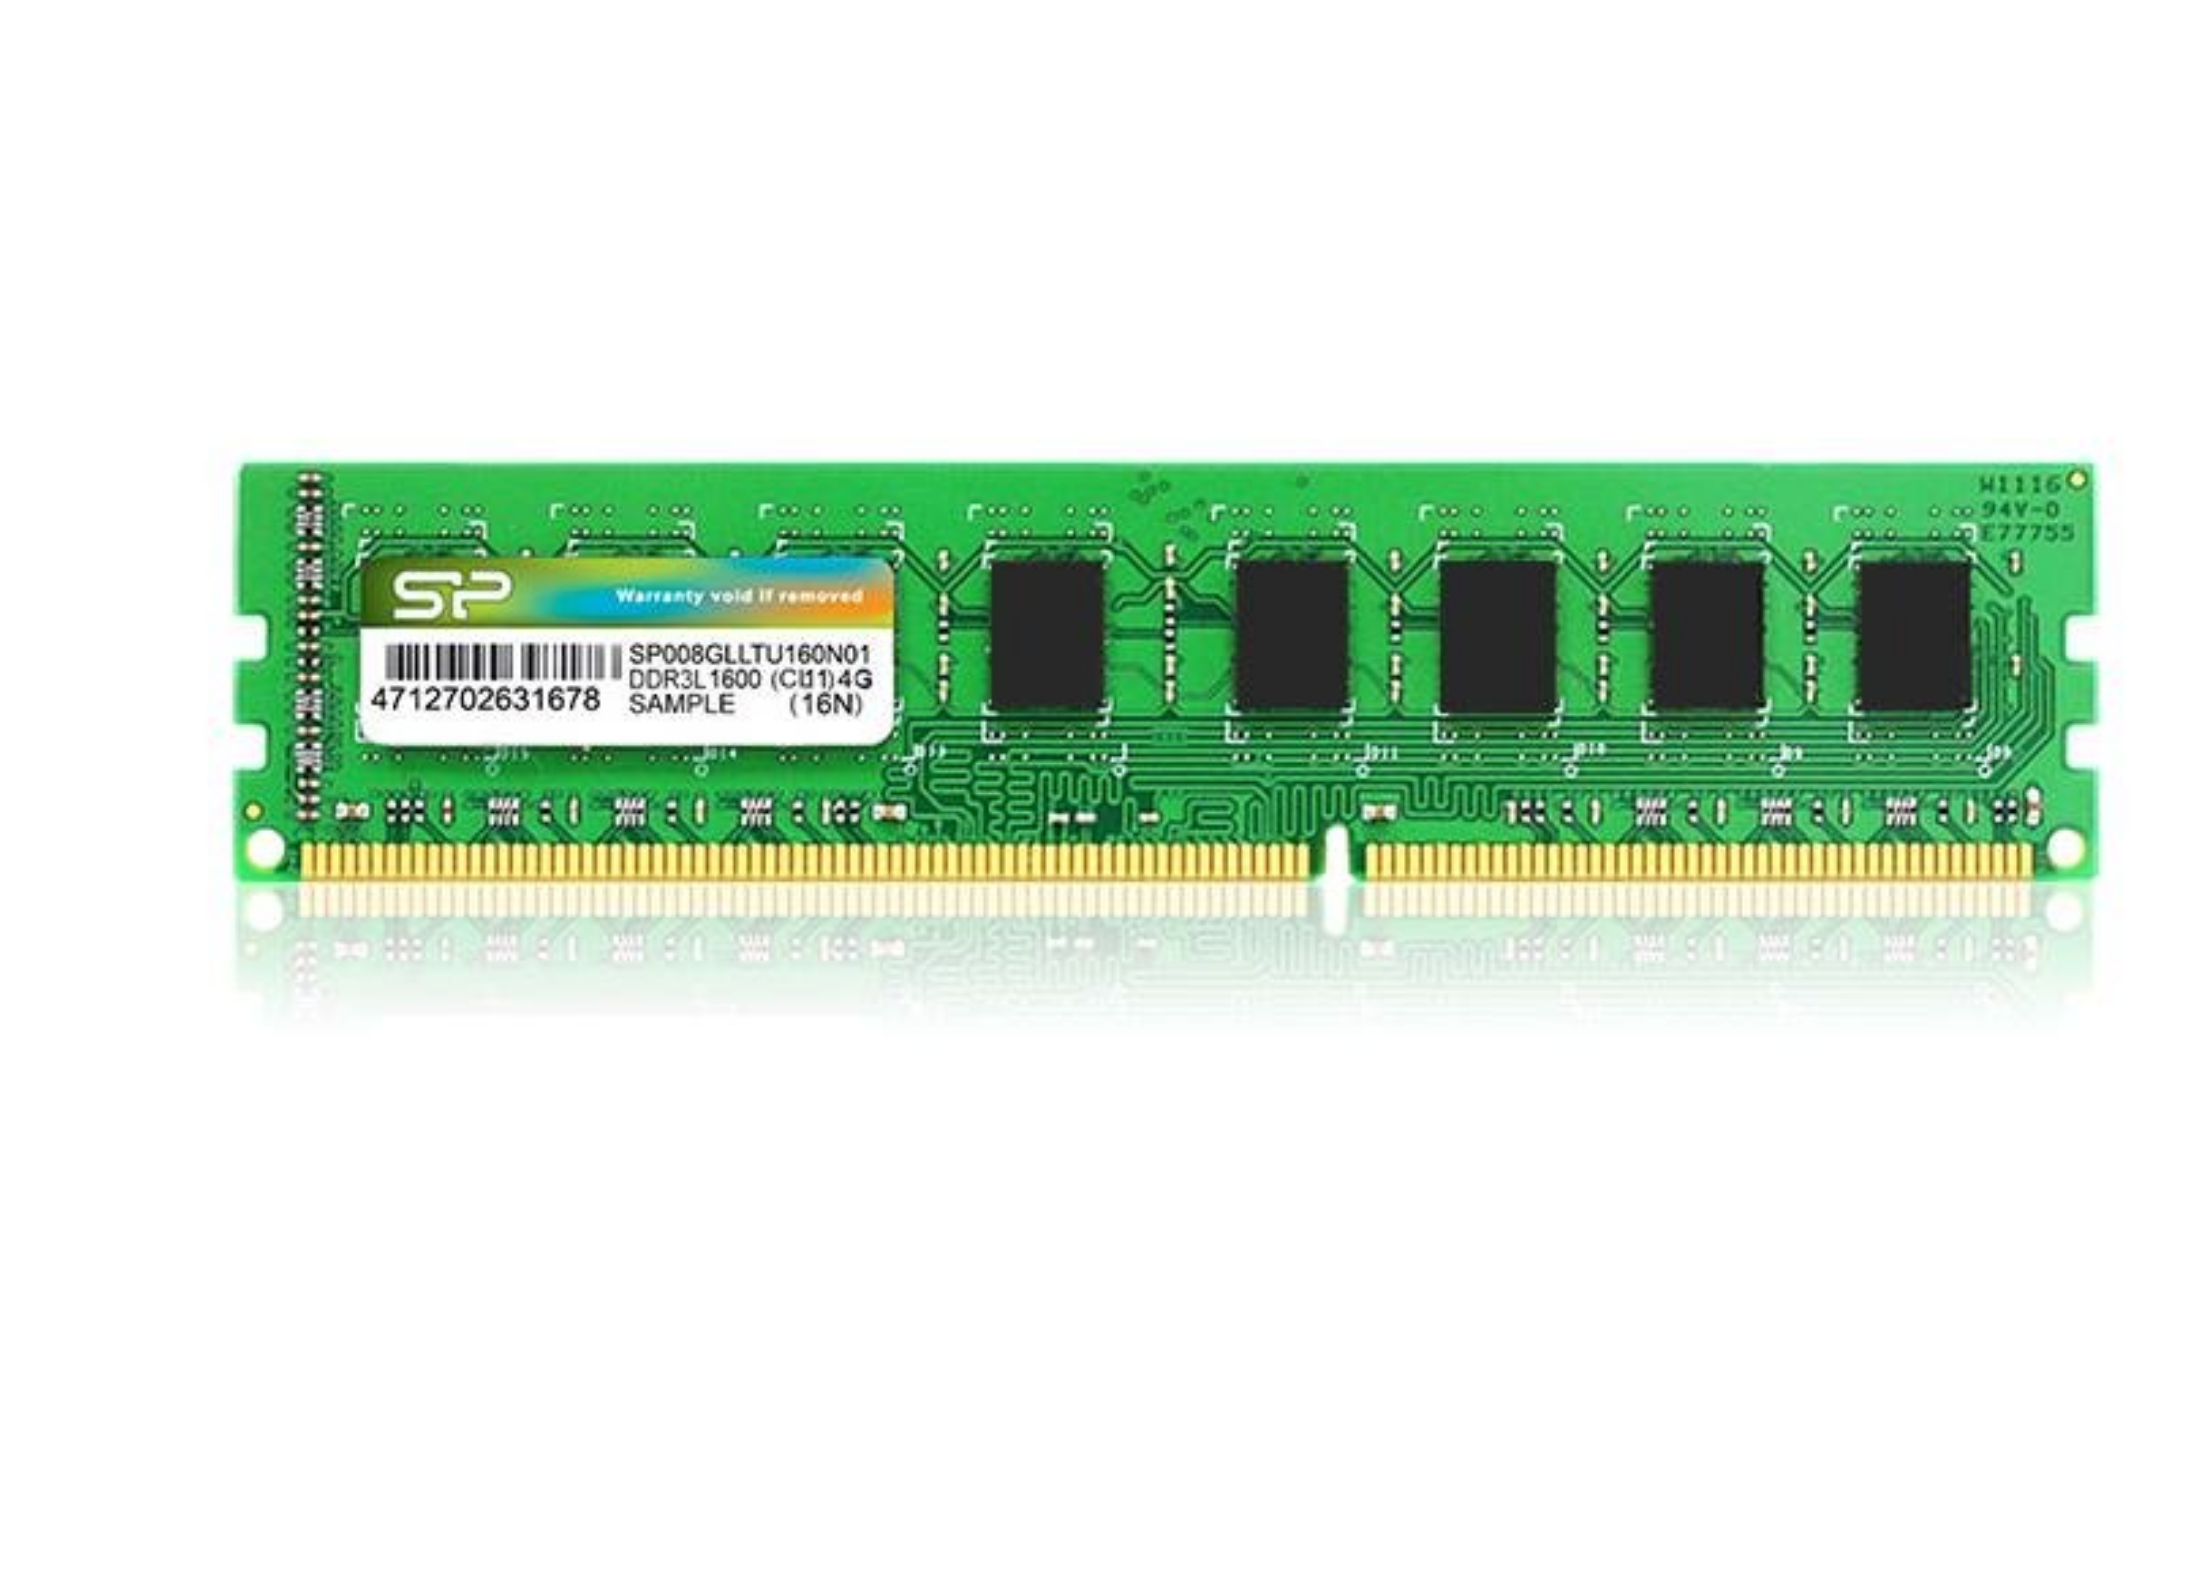 W1116
94V-0
E77755
SP
Warranty void if removed
SP008GLLTU160N01
DDR3L1600 (CL11)4G
4712702631678
SAMPLE (16N)